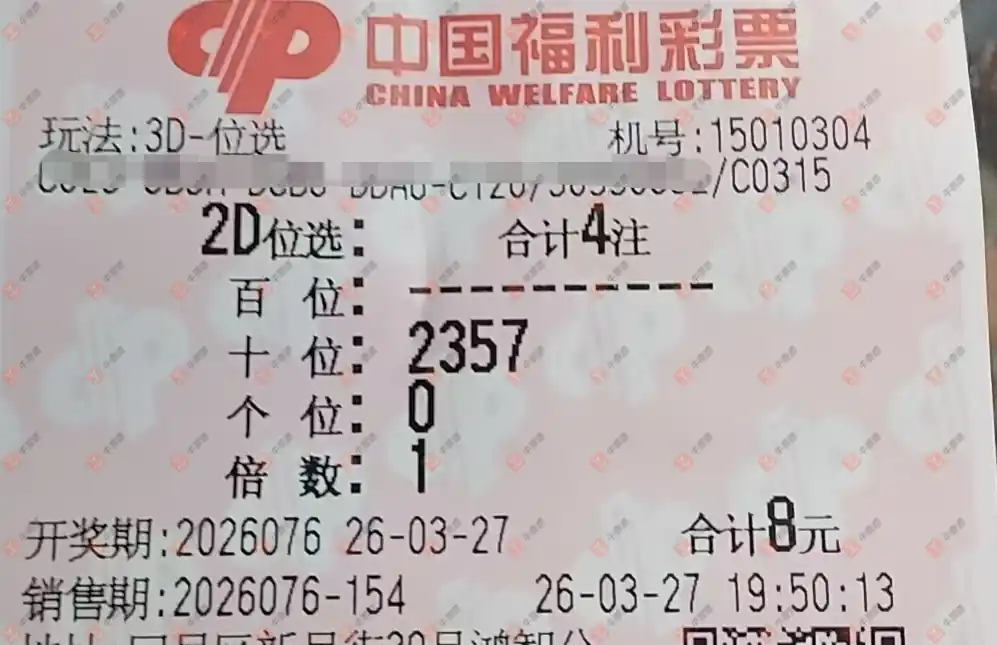 中国福利彩票
CHINA WELFARE LOTTERY
玩法:3D-位选 机号:15010304
/C0315
2D位选: 合计4注
百 位: ----------
十 位: 2357
个 位: 0
倍 数: 1
开奖期:2026076 26-03-27 合计8元
销售期:2026076-154 26-03-27 19:50:13